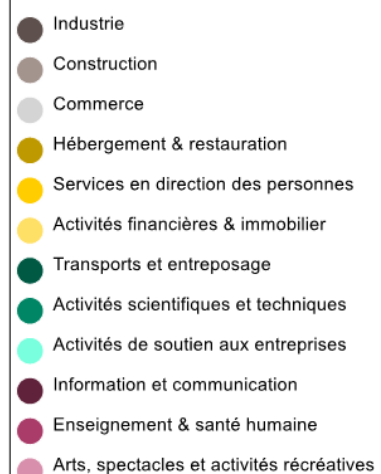 Industrie
Construction
Commerce
Hébergement & restauration
Services en direction des personnes
Activités financières & immobilier
Transports et entreposage
Activités scientifiques et techniques
Activités de soutien aux entreprises
Information et communication
Enseignement & santé humaine
Arts, spectacles et activités récréatives